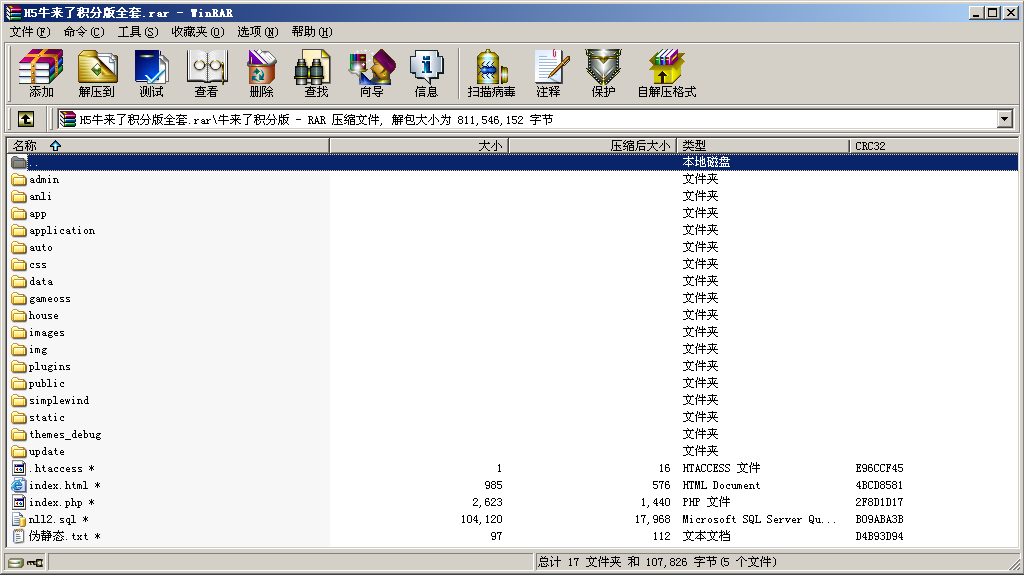 H5牛来了积分版全套.rar - WinRAR
文件(F) 命令(C) 工具(S) 收藏夹(O) 选项(N) 帮助(H)
添加 解压到 测试 查看 删除 查找 向导 信息 扫描病毒 注释 保护 自解压格式
H5牛来了积分版全套.rar\牛来了积分版 - RAR 压缩文件, 解包大小为 811,546,152 字节
名称 大小 压缩后大小 类型 CRC32
.. 本地磁盘
admin 文件夹
anli 文件夹
app 文件夹
application 文件夹
auto 文件夹
css 文件夹
data 文件夹
gameoss 文件夹
house 文件夹
images 文件夹
img 文件夹
plugins 文件夹
public 文件夹
simplewind 文件夹
static 文件夹
themes_debug 文件夹
update 文件夹
.htaccess * 1 16 HTACCESS 文件 E96CCF45
index.html * 985 576 HTML Document 4BCD8581
index.php * 2,623 1,440 PHP 文件 2F8D1D17
nll2.sql * 104,120 17,968 Microsoft SQL Server Qu... B09ABA3B
伪静态.txt * 97 112 文本文档 D4B93D94
总计 17 文件夹 和 107,826 字节(5 个文件)